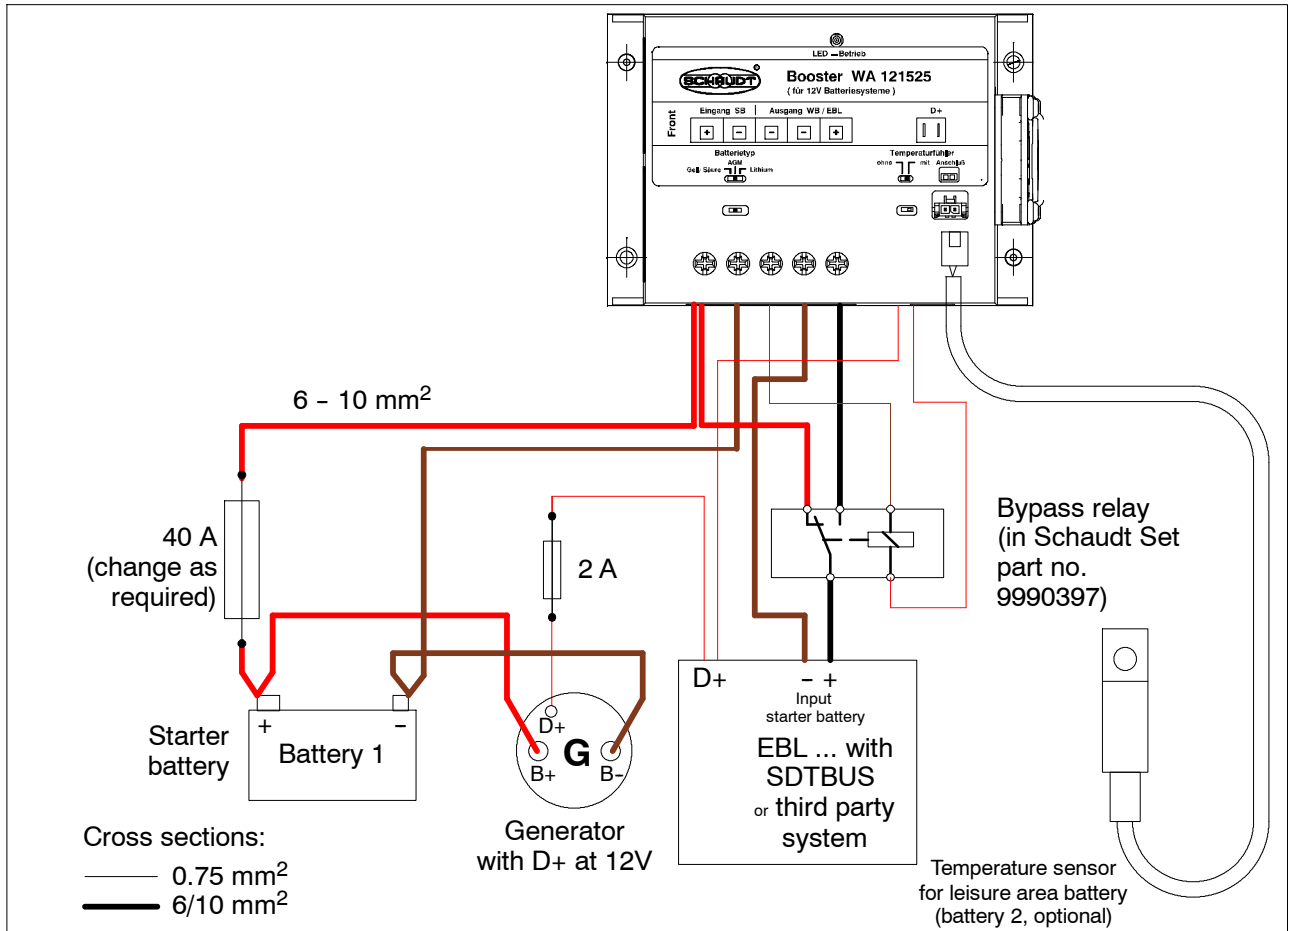 LED – Betrieb
SCHAUDT
Booster WA 121525
( für 12V Batteriesysteme )
Front
Eingang SB | Ausgang WB / EBL
D+
+ - - - +
Batterietyp
AGM
Gel/ Säure
Lithium
Temperaturfühler
ohne
mit
Anschluß
6 – 10 mm²
40 A
(change as
required)
2 A
Bypass relay
(in Schaudt Set
part no.
9990397)
Starter
battery
+ –
Battery 1
D+
G
B+
B-
Generator
with D+ at 12V
D+
– +
Input
starter battery
EBL ... with
SDTBUS
or third party
system
Temperature sensor
for leisure area battery
(battery 2, optional)
Cross sections:
0.75 mm²
6/10 mm²